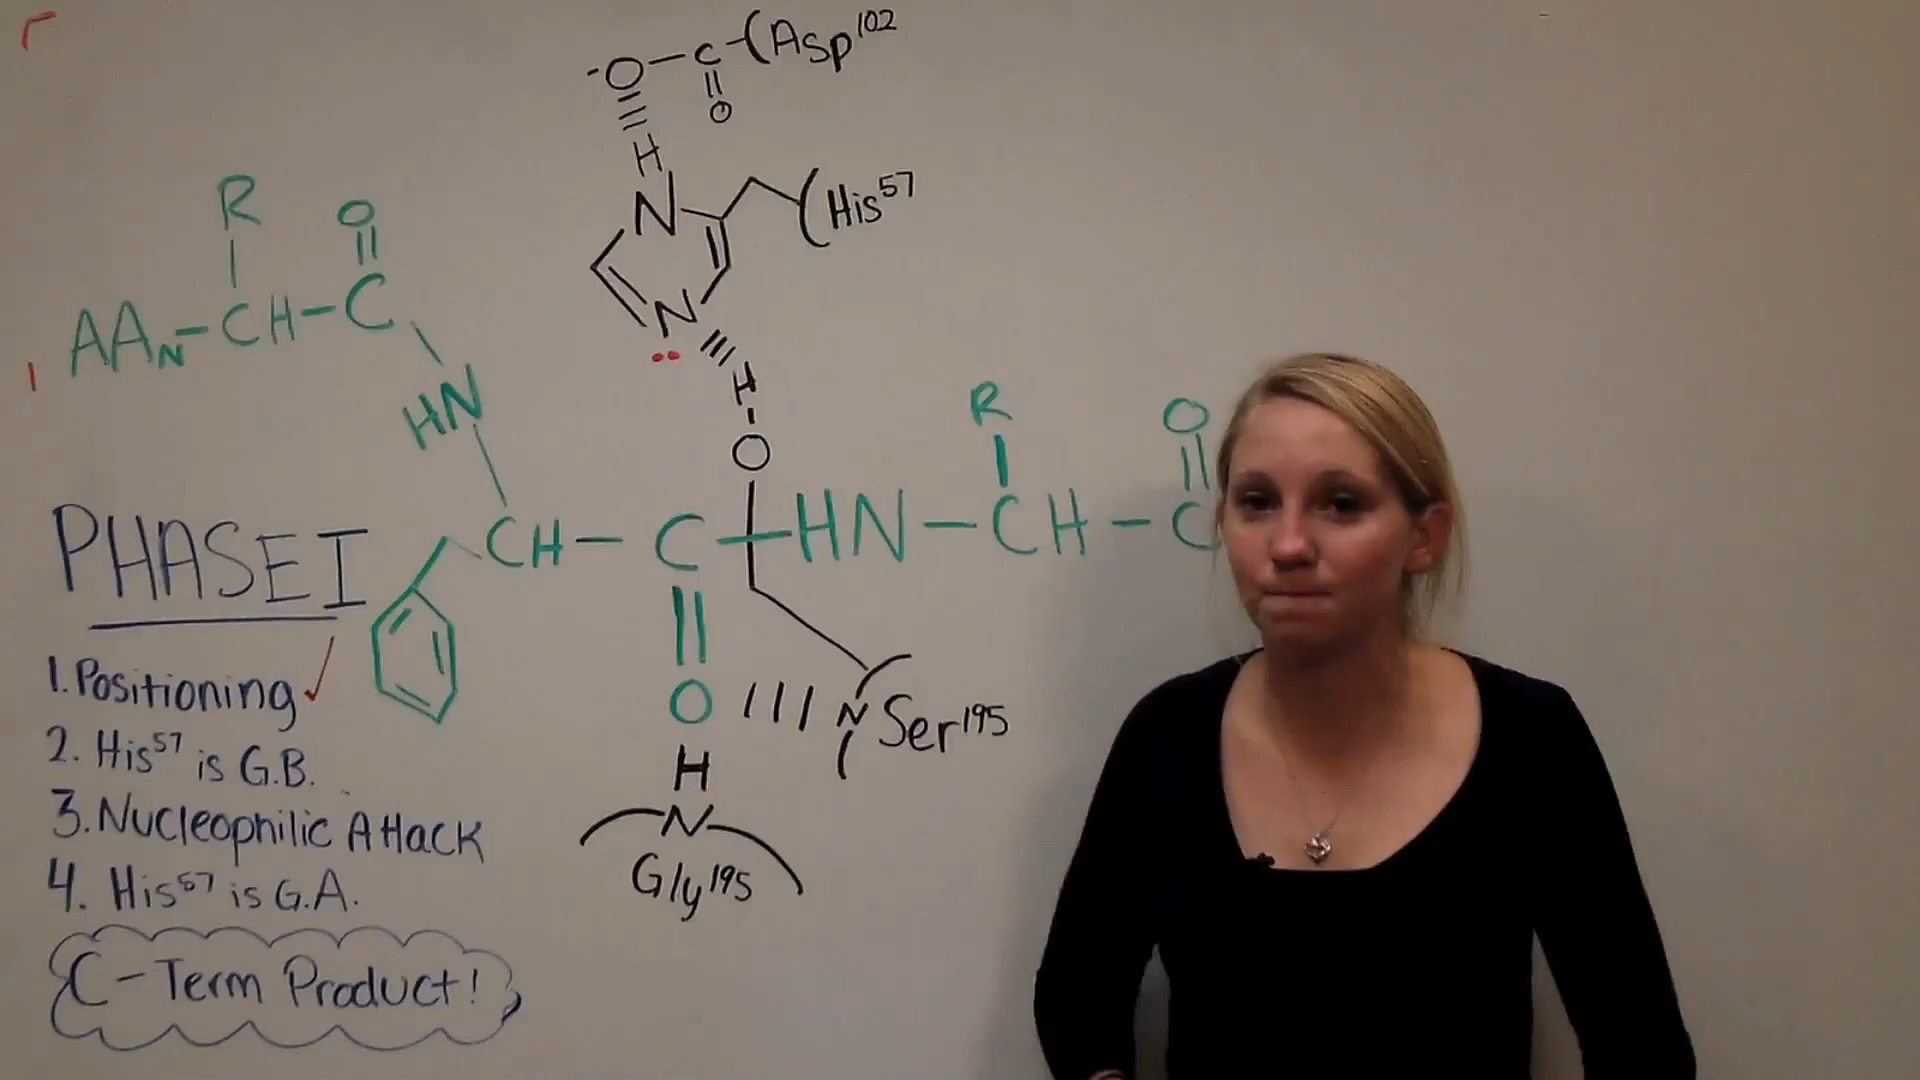 -O-C-(Asp102
O
H
N
(His57
N
H
O
R
O
AAN-CH-C
HN
R
O
CH-C-HN-CH-C
O
N Ser195
H
N
Gly195
PHASE I
1. Positioning ✓
2. His57 is G.B.
3. Nucleophilic Attack
4. His57 is G.A.
C-Term Product!